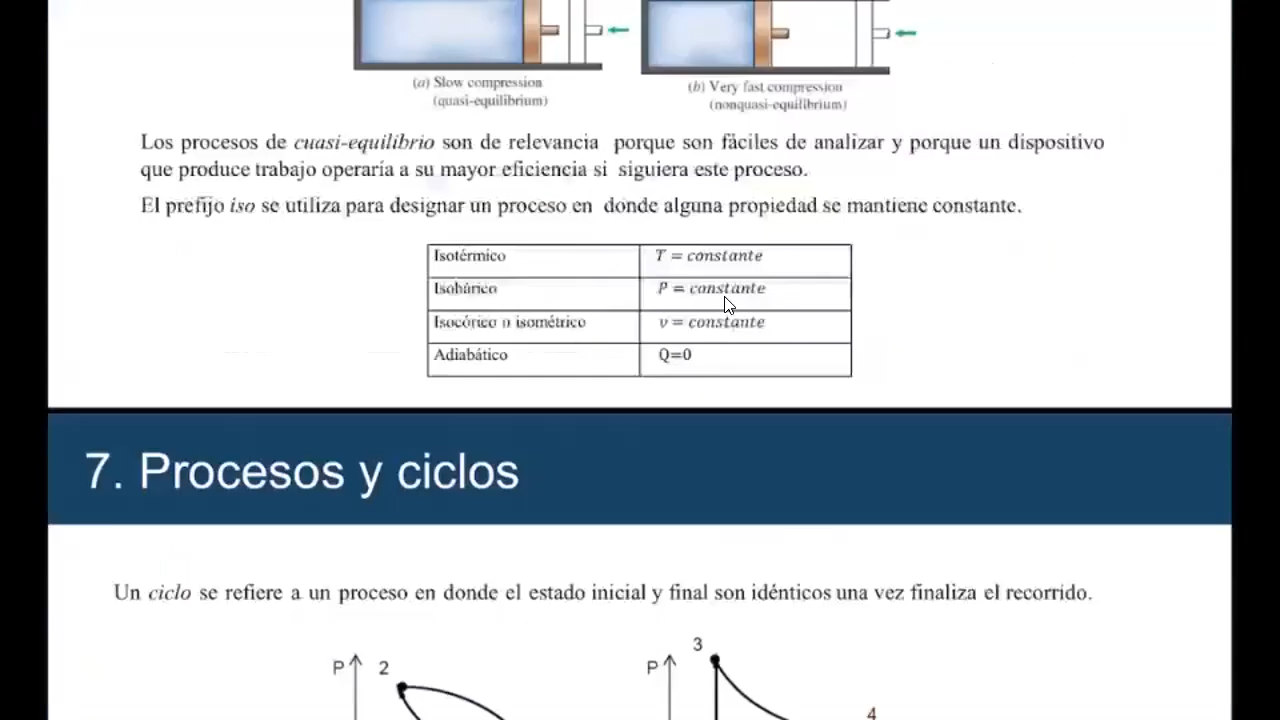 (a) Slow compression
(quasi-equilibrium)
(b) Very fast compression
(nonquasi-equilibrium)
Los procesos de cuasi-equilibrio son de relevancia porque son fáciles de analizar y porque un dispositivo
que produce trabajo operaría a su mayor eficiencia si siguiera este proceso.
El prefijo iso se utiliza para designar un proceso en donde alguna propiedad se mantiene constante.
Isotérmico T = constante
Isobárico P = constante
Isocórico o isométrico v = constante
Adiabático Q=0
7. Procesos y ciclos
Un ciclo se refiere a un proceso en donde el estado inicial y final son idénticos una vez finaliza el recorrido.
P 2
P 3
4